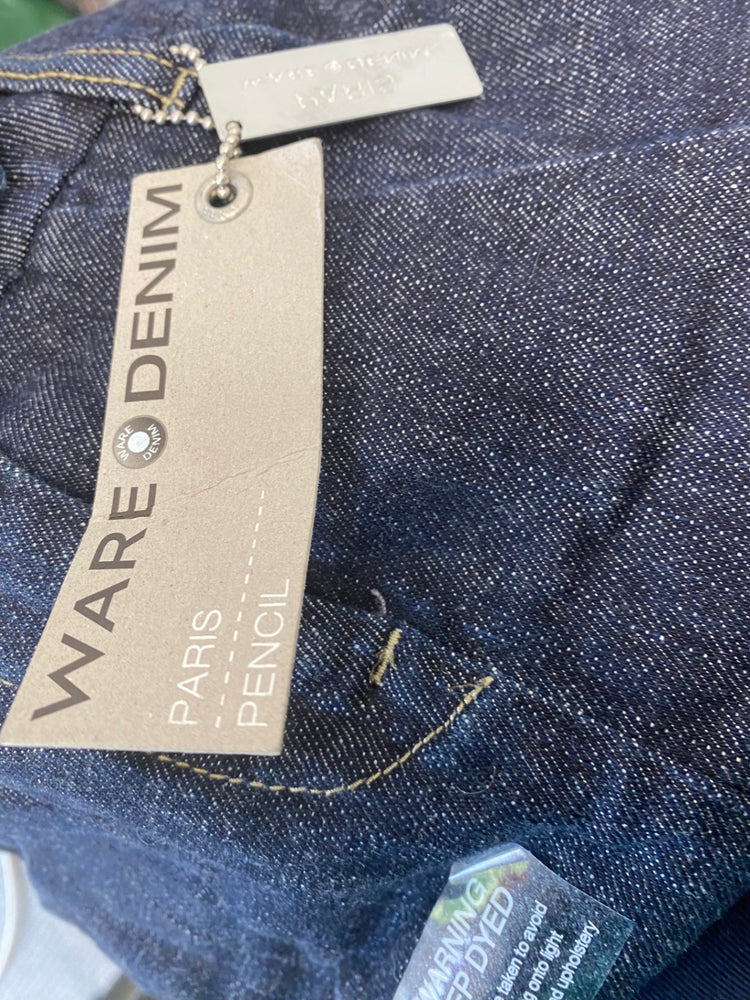 WARE DENIM
WARE
DENIM
PARIS
PENCIL
WARNING
EP DYED
taken to avoid
onto light
upholstery